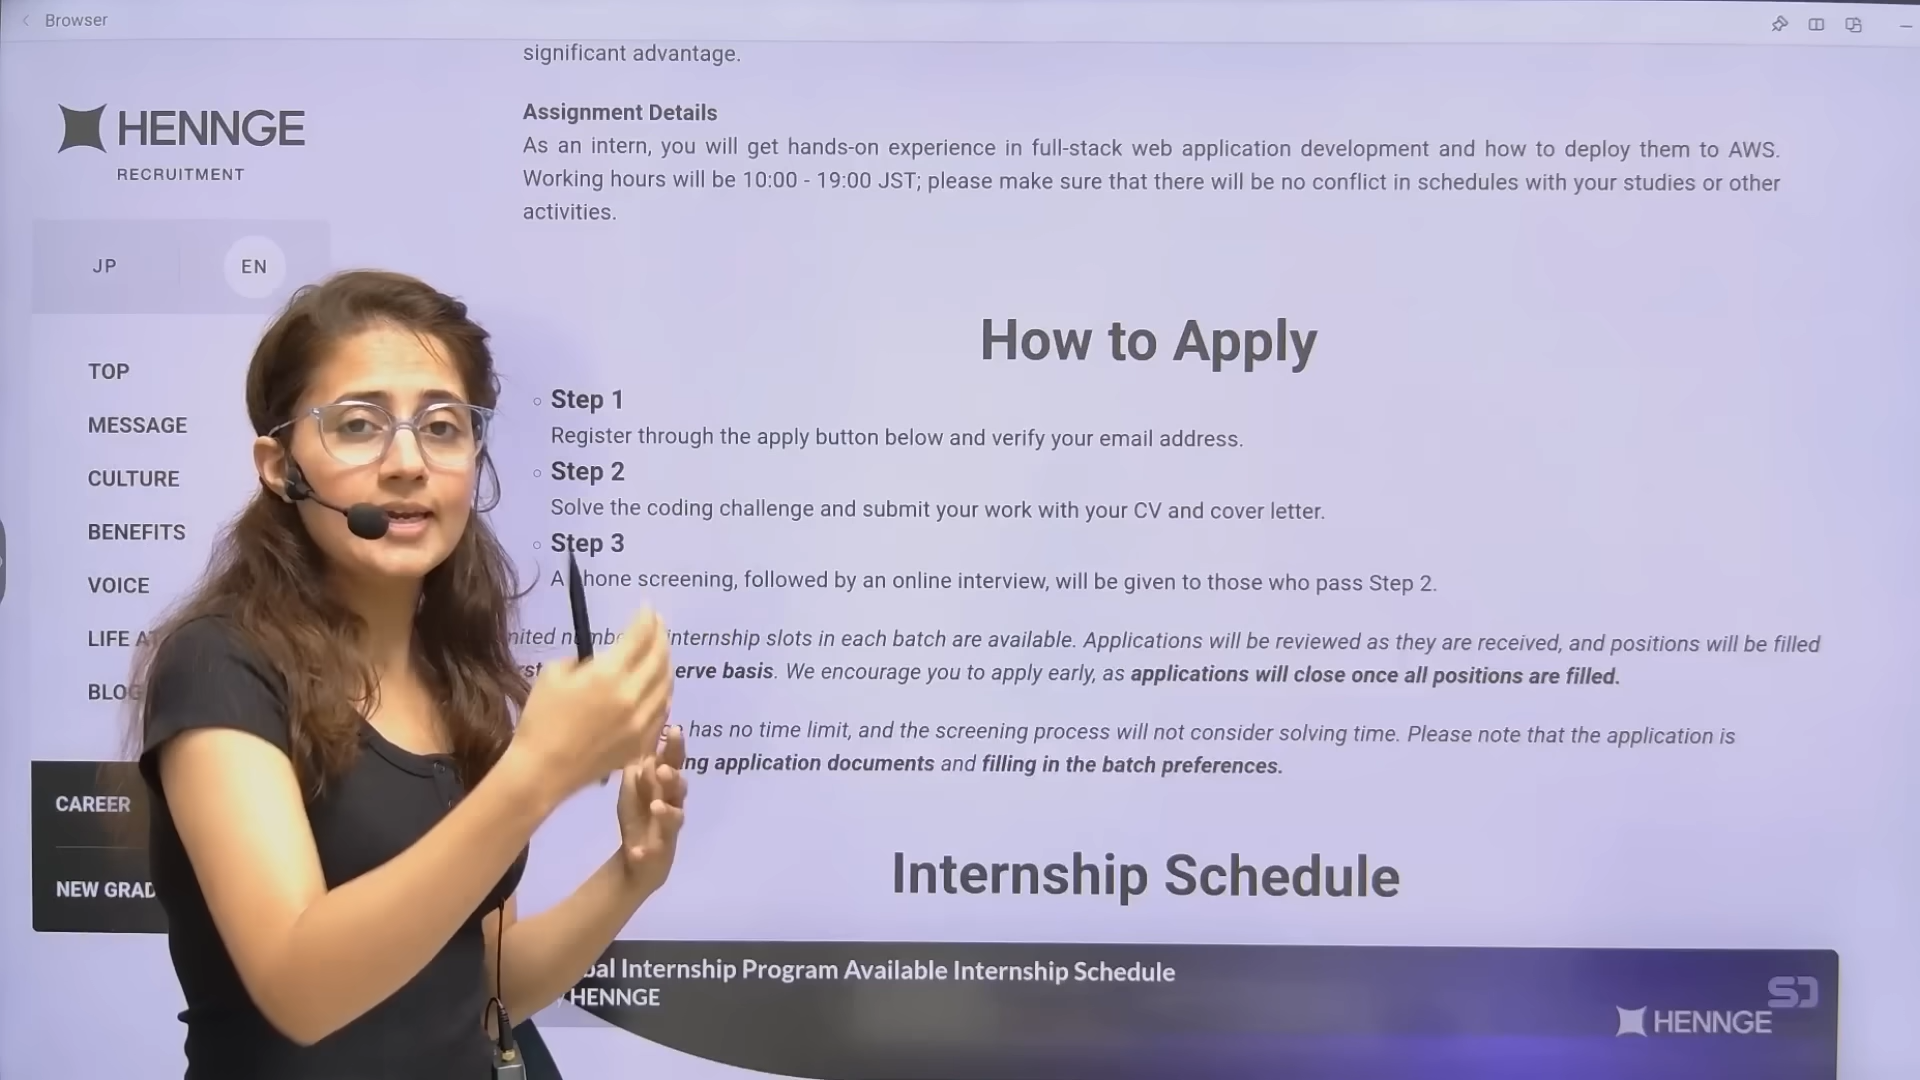 Browser
significant advantage.
HENNGE
RECRUITMENT
Assignment Details
As an intern, you will get hands-on experience in full-stack web application development and how to deploy them to AWS.
Working hours will be 10:00 - 19:00 JST; please make sure that there will be no conflict in schedules with your studies or other
activities.
JP
EN
TOP
MESSAGE
CULTURE
BENEFITS
VOICE
LIFE
BLOG
CAREER
NEW GRAD
How to Apply
Step 1
Register through the apply button below and verify your email address.
Step 2
Solve the coding challenge and submit your work with your CV and cover letter.
Step 3
A phone screening, followed by an online interview, will be given to those who pass Step 2.
internship slots in each batch are available. Applications will be reviewed as they are received, and positions will be filled
basis. We encourage you to apply early, as applications will close once all positions are filled.
has no time limit, and the screening process will not consider solving time. Please note that the application is
application documents and filling in the batch preferences.
Internship Schedule
Internship Program Available Internship Schedule
HENNGE
HENNGE